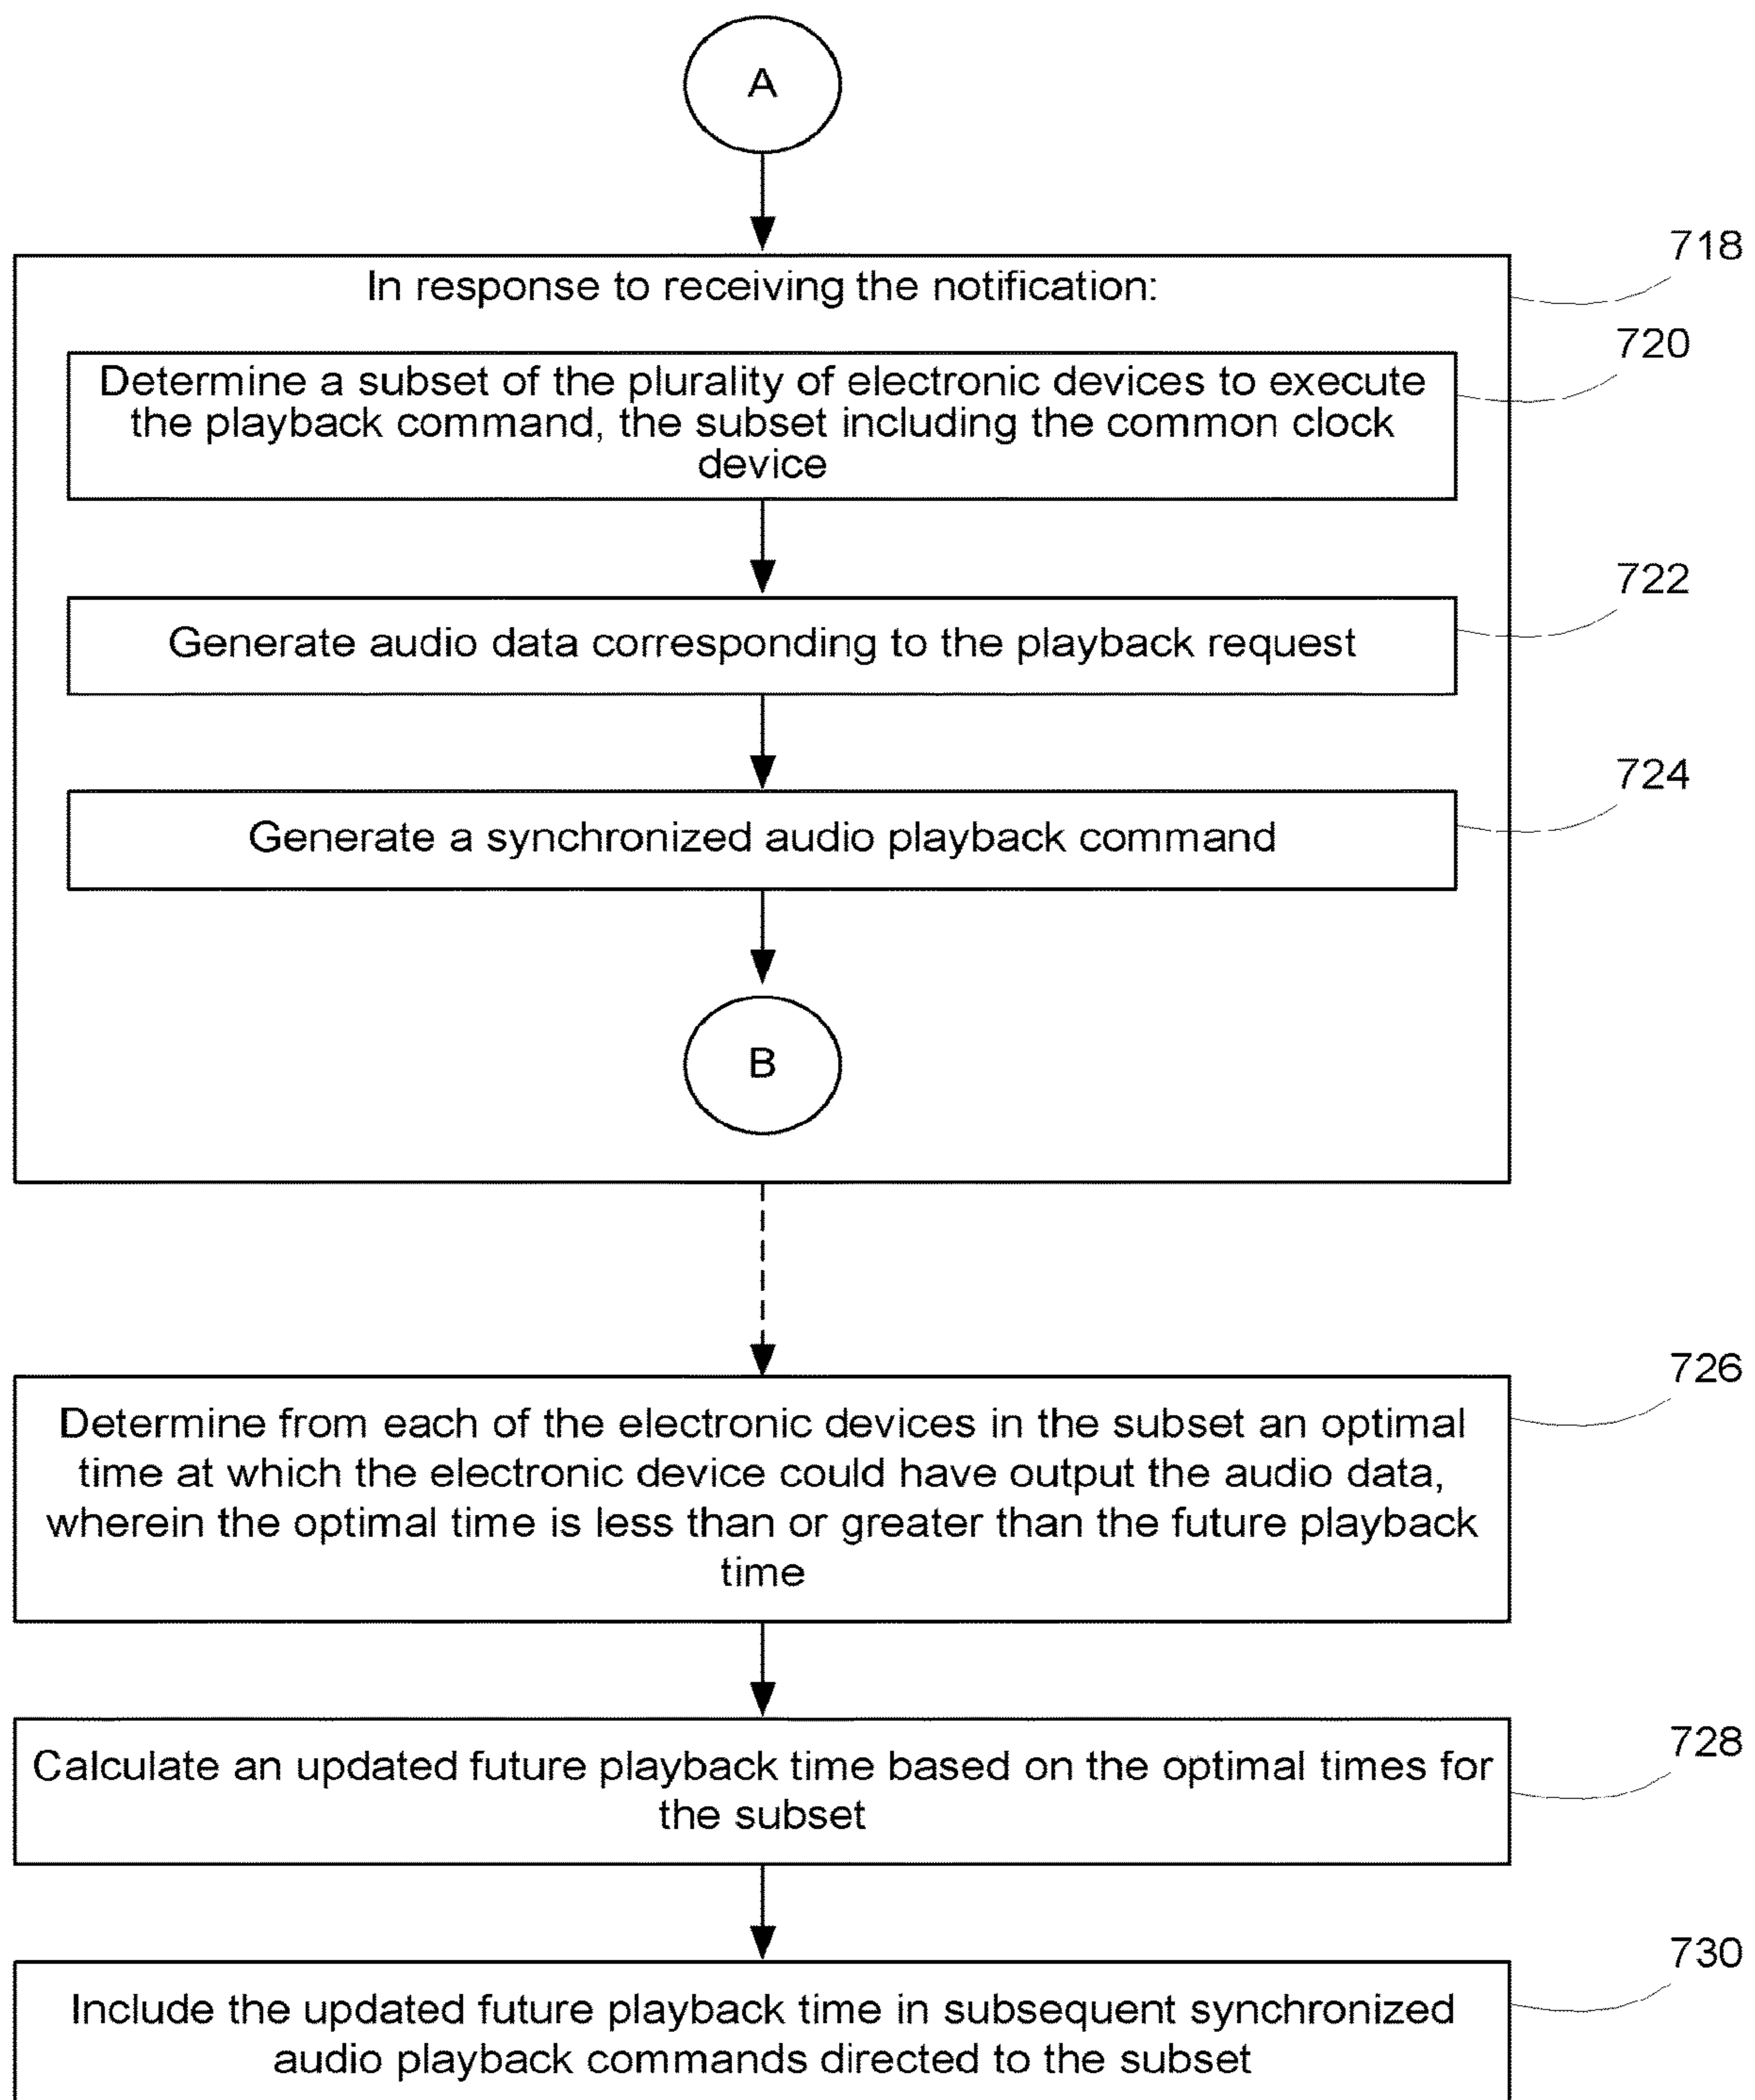 A
718
In response to receiving the notification:
720
Determine a subset of the plurality of electronic devices to execute
the playback command, the subset including the common clock
device
722
Generate audio data corresponding to the playback request
724
Generate a synchronized audio playback command
B
726
Determine from each of the electronic devices in the subset an optimal
time at which the electronic device could have output the audio data,
wherein the optimal time is less than or greater than the future playback
time
728
Calculate an updated future playback time based on the optimal times for
the subset
730
Include the updated future playback time in subsequent synchronized
audio playback commands directed to the subset